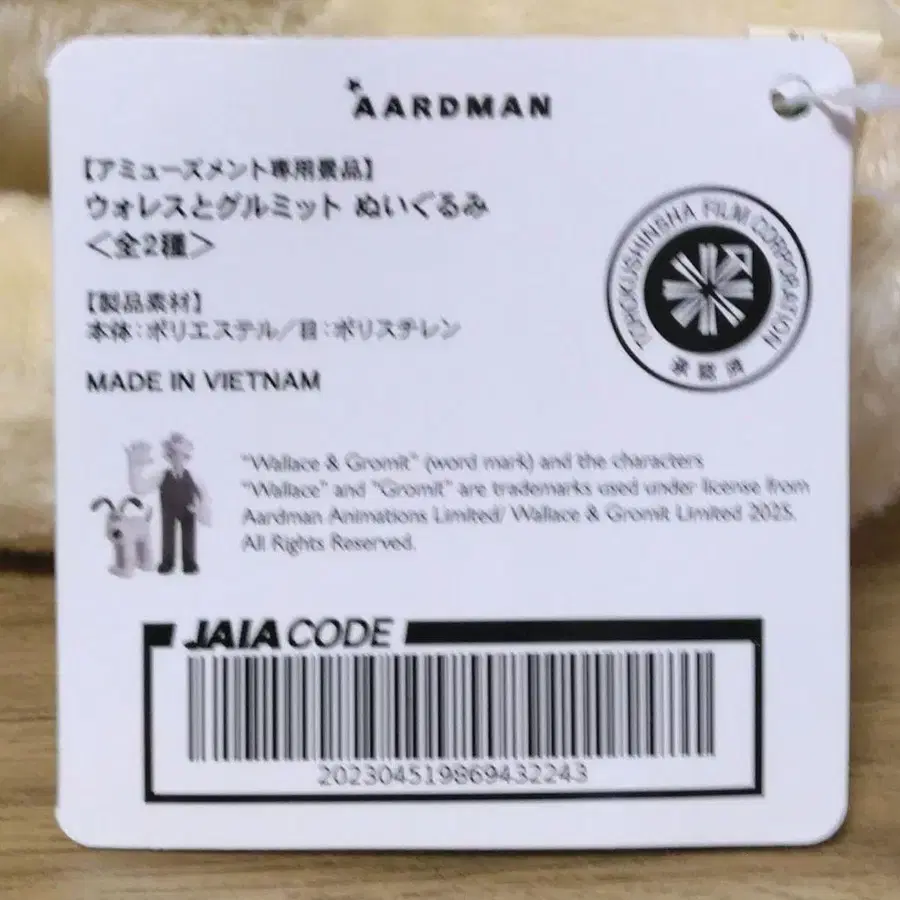 AARDMAN
【アミューズメント専用景品】
ウォレスとグルミット ぬいぐるみ
＜全2種＞
TOHOKUSHINSHA FILM CORPORATION
承認済
【製品素材】
本体：ポリエステル／目：ポリスチレン
MADE IN VIETNAM
"Wallace & Gromit" (word mark) and the characters
"Wallace" and "Gromit" are trademarks used under license from
Aardman Animations Limited/ Wallace & Gromit Limited 2025.
All Rights Reserved.
JAIA CODE
202304519869432243